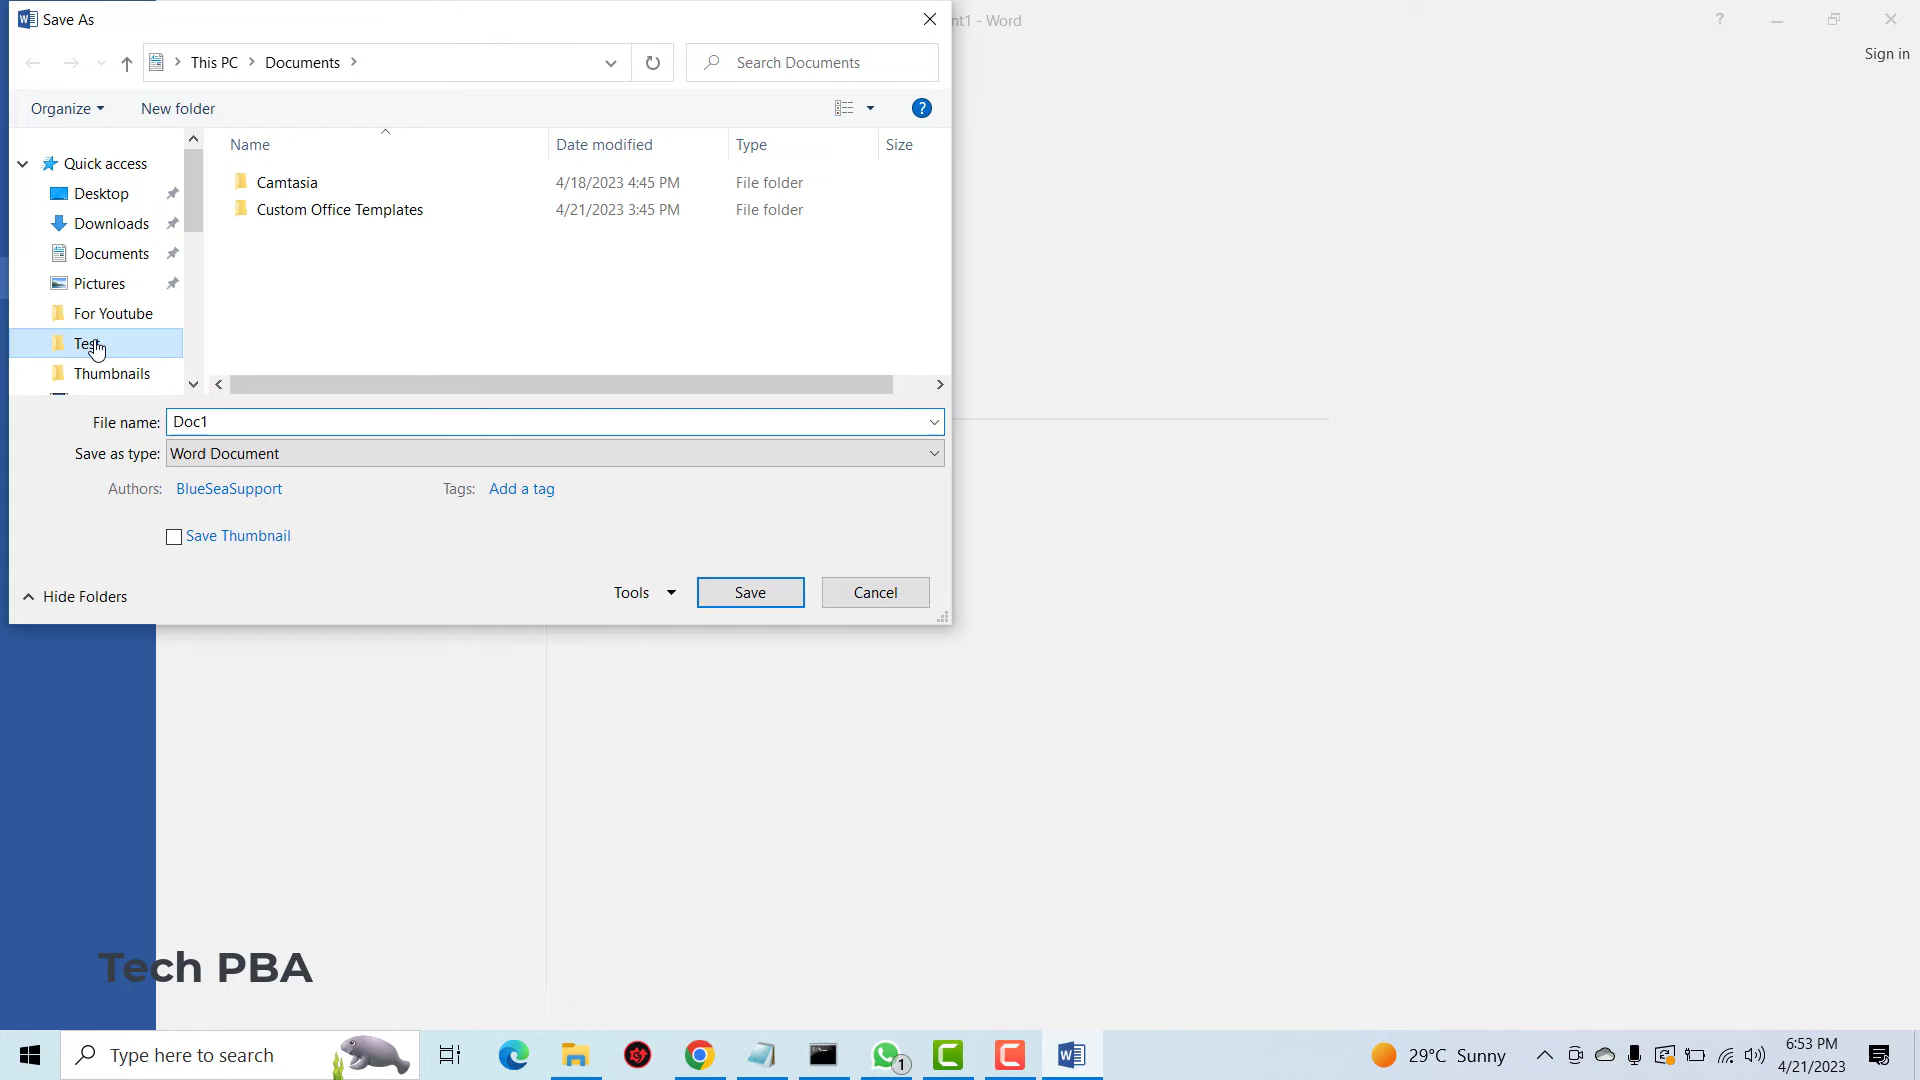 Save As
nt1 - Word
Sign in
This PC
Documents
Search Documents
Organize
New folder
Name
Date modified
Type
Size
Quick access
Desktop
Downloads
Documents
Pictures
For Youtube
Thumbnails
Camtasia
4/18/2023 4:45 PM
File folder
Custom Office Templates
4/21/2023 3:45 PM
File folder
File name:
Doc1
Save as type:
Word Document
Authors:
BlueSeaSupport
Tags:
Add a tag
Save Thumbnail
Hide Folders
Tools
Save
Cancel
Tech PBA
Type here to search
1
29°C Sunny
6:53 PM
4/21/2023